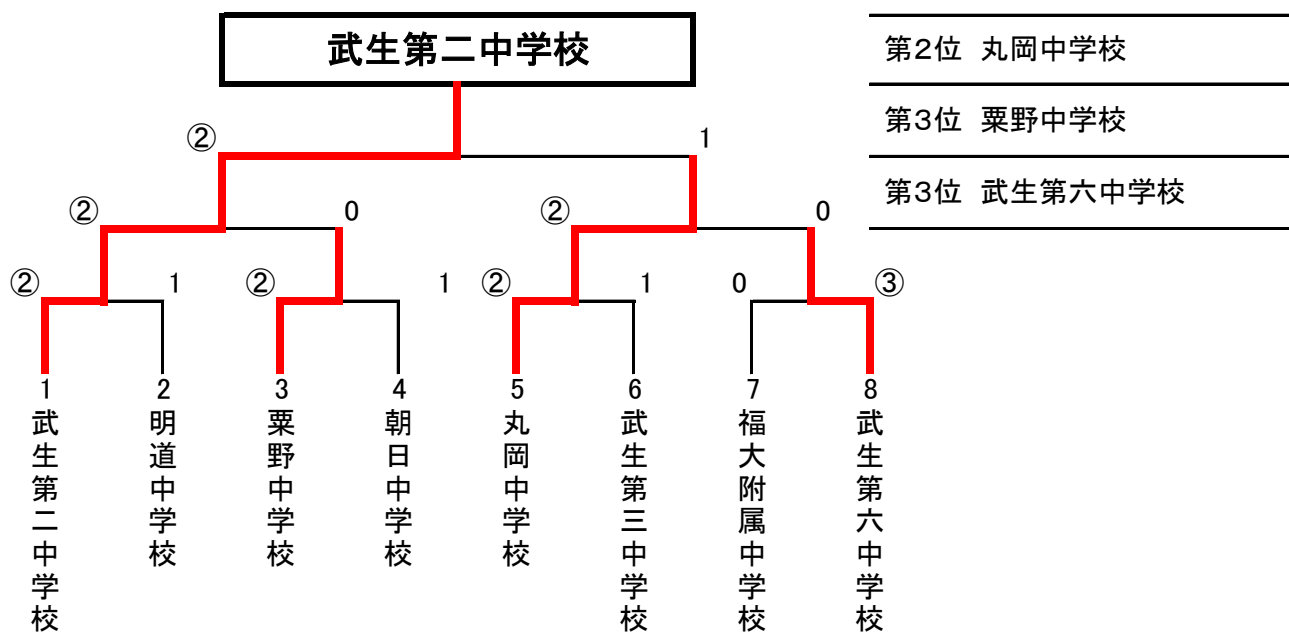 武生第二中学校
第2位 丸岡中学校
第3位 粟野中学校
第3位 武生第六中学校
② 1
② 0 ② 0
② 1 ② 1 ② 1 0 ③
1 2 3 4 5 6 7 8
武生第二中学校
明道中学校
粟野中学校
朝日中学校
丸岡中学校
武生第三中学校
福大附属中学校
武生第六中学校